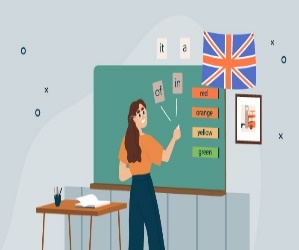 it a
of in
red
orange
yellow
green